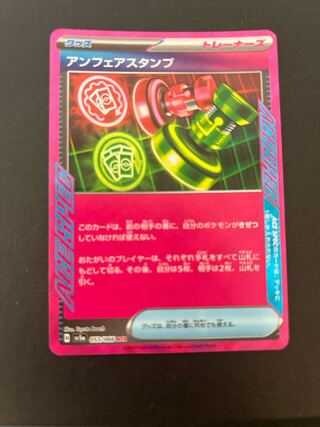 グッズ
トレーナーズ
アンフェアスタンプ
ACE SPEC
ACE SPEC
このカードは、前の相手の番に、自分のポケモンがきぜつ
していなければ使えない。
おたがいのプレイヤーは、それぞれ手札をすべて山札
にもどして切る。その後、自分は5枚、相手は2枚、山札
を引く。
グッズは、自分の番に何枚でも使える。